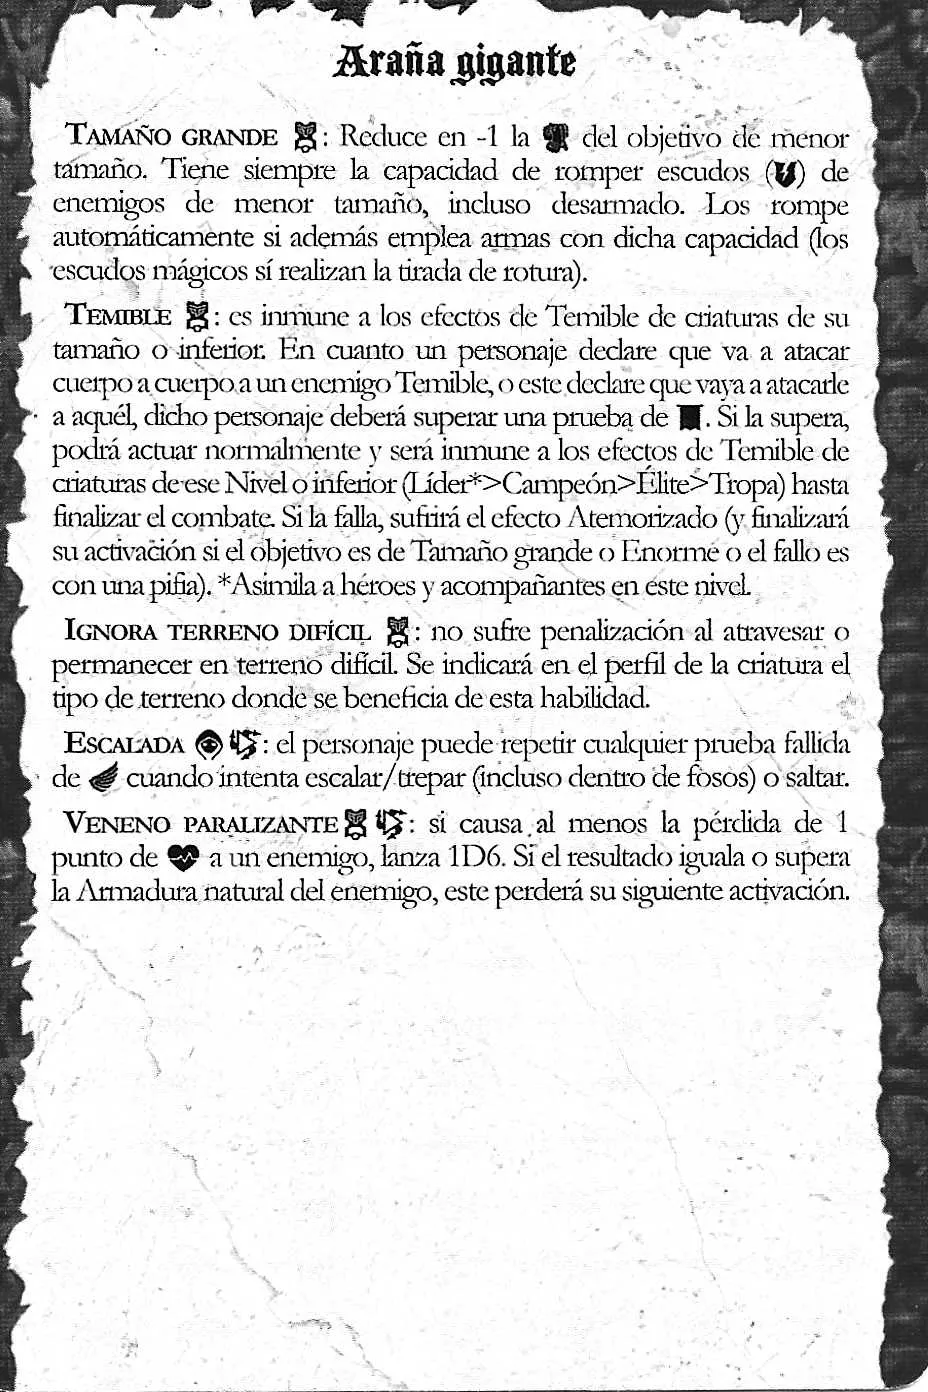 Araña gigante
TAMAÑO GRANDE : Reduce en -1 la del objetivo de menor
tamaño. Tiene siempre la capacidad de romper escudos () de
enemigos de menor tamaño, incluso desarmado. Los rompe
automáticamente si además emplea armas con dicha capacidad (los
escudos mágicos sí realizan la tirada de rotura).
TEMIBLE : es inmune a los efectos de Temible de criaturas de su
tamaño o inferior. En cuanto un personaje declare que va a atacar
cuerpo a cuerpo a un enemigo Temible, o este declare que vaya a atacarle
a aquél, dicho personaje deberá superar una prueba de . Si la supera,
podrá actuar normalmente y será inmune a los efectos de Temible de
criaturas de ese Nivel o inferior (Líder*>Campeón>Élite>Tropa) hasta
finalizar el combate. Si la falla, sufrirá el efecto Atemorizado (y finalizará
su activación si el objetivo es de Tamaño grande o Enorme o el fallo es
con una pifia). *Asimila a héroes y acompañantes en este nivel.
IGNORA TERRENO DIFÍCIL : no sufre penalización al atravesar o
permanecer en terreno difícil. Se indicará en el perfil de la criatura el
tipo de terreno donde se beneficia de esta habilidad.
ESCALADA : el personaje puede repetir cualquier prueba fallida
de cuando intenta escalar/trepar (incluso dentro de fosos) o saltar.
VENENO PARALIZANTE : si causa al menos la pérdida de 1
punto de a un enemigo, lanza 1D6. Si el resultado iguala o supera
la Armadura natural del enemigo, este perderá su siguiente activación.